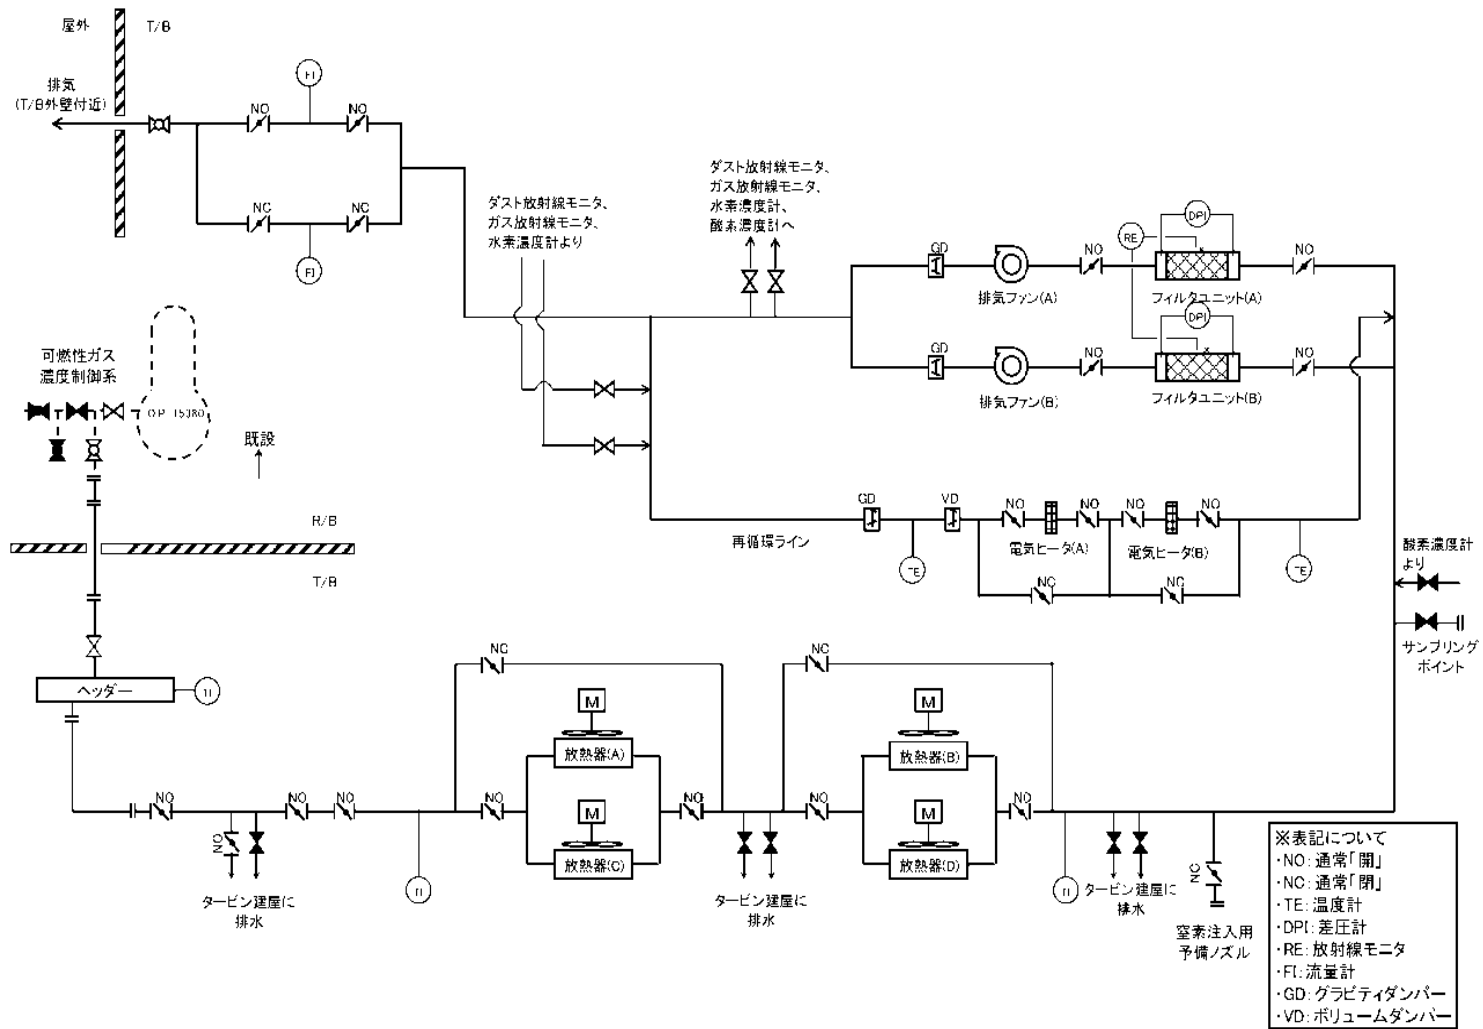 屋外
T/B
排気
(T/B外壁付近)
FI
NO
NO
NC
NC
FI
ダスト放射線モニタ、
ガス放射線モニタ、
水素濃度計より
ダスト放射線モニタ、
ガス放射線モニタ、
水素濃度計、
酸素濃度計へ
GD
排気ファン(A)
NO
RE
DPI
フィルタユニット(A)
NO
GD
排気ファン(B)
NO
DPI
フィルタユニット(B)
NO
可燃性ガス
濃度制御系
既設
R/B
T/B
GD
VD
NO
NO
NO
NO
再循環ライン
電気ヒータ(A)
電気ヒータ(B)
TE
TE
NC
NC
酸素濃度計
より
サンプリング
ポイント
ヘッダー
TI
NC
NC
M
放熱器(A)
M
放熱器(B)
NO
NO
NO
NO
NO
NO
NO
NO
M
放熱器(C)
M
放熱器(D)
TI
TI
タービン建屋に
排水
タービン建屋に
排水
タービン建屋に
排水
NC
窒素注入用
予備ノズル
※表記について
・NO：通常「開」
・NC：通常「閉」
・TE：温度計
・DPI：差圧計
・RE：放射線モニタ
・FI：流量計
・GD：グラビティダンパー
・VD：ボリュームダンパー